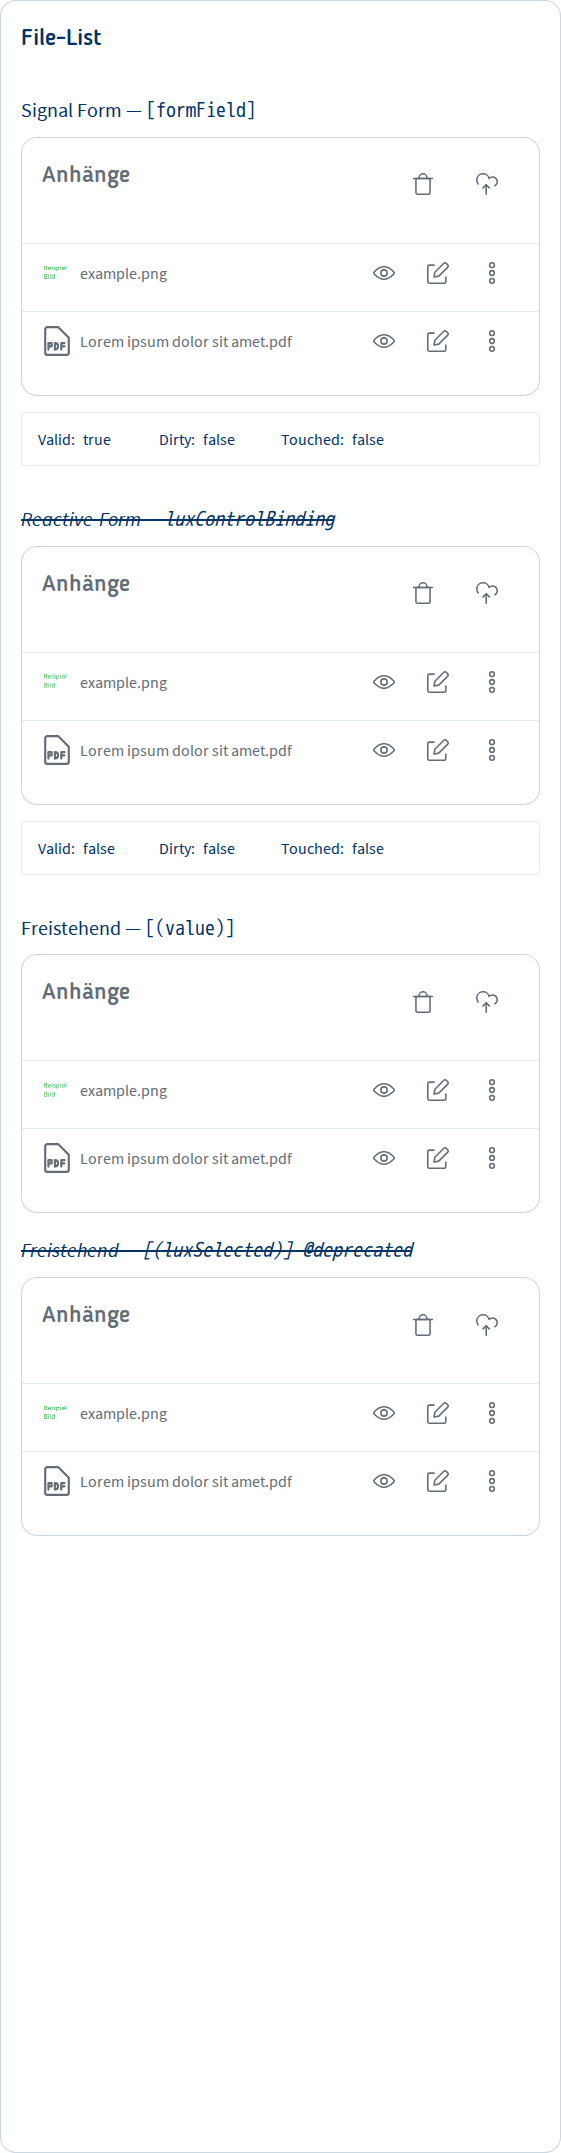 File-List
Signal Form — [formField]
Anhänge
Beispiel
Bild
example.png
PDF
Lorem ipsum dolor sit amet.pdf
Valid: true Dirty: false Touched: false
Reactive Form — luxControlBinding
Anhänge
Beispiel
Bild
example.png
PDF
Lorem ipsum dolor sit amet.pdf
Valid: false Dirty: false Touched: false
Freistehend — [(value)]
Anhänge
Beispiel
Bild
example.png
PDF
Lorem ipsum dolor sit amet.pdf
Freistehend — [(luxSelected)] @deprecated
Anhänge
Beispiel
Bild
example.png
PDF
Lorem ipsum dolor sit amet.pdf